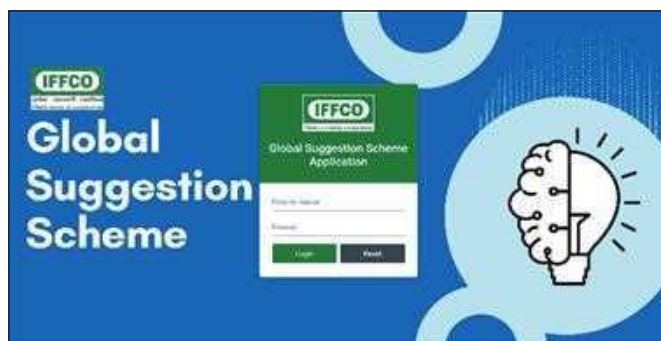 IFFCO
Global
Suggestion
Scheme
IFFCO
Global Suggestion Scheme
Application
Login
Reset